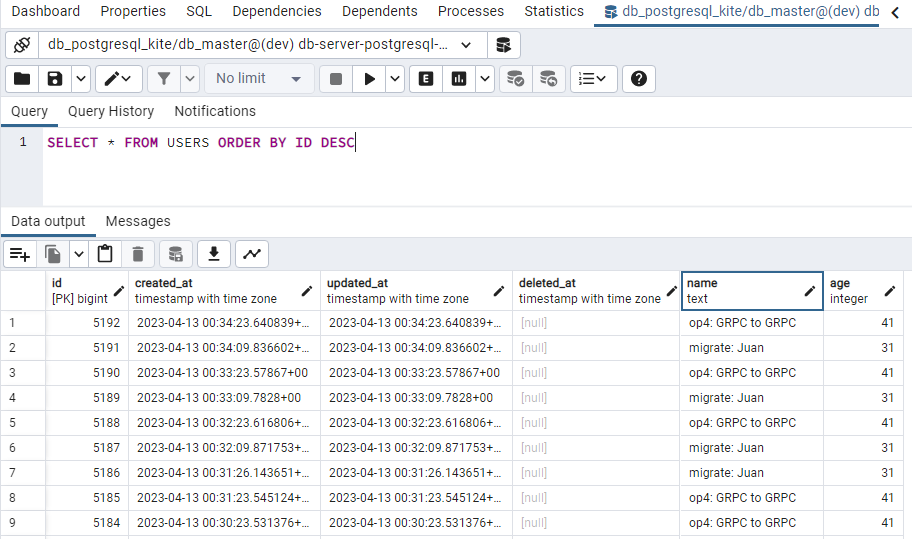 Dashboard Properties SQL Dependencies Dependents Processes Statistics db_postgresql_kite/db_master@(dev) db
db_postgresql_kite/db_master@(dev) db-server-postgresql-...
No limit E
Query Query History Notifications
1 SELECT * FROM USERS ORDER BY ID DESC
Data output Messages
id created_at updated_at deleted_at name age
[PK] bigint timestamp with time zone timestamp with time zone timestamp with time zone text integer
1 5192 2023-04-13 00:34:23.640839+... 2023-04-13 00:34:23.640839+... [null] op4: GRPC to GRPC 41
2 5191 2023-04-13 00:34:09.836602+... 2023-04-13 00:34:09.836602+... [null] migrate: Juan 31
3 5190 2023-04-13 00:33:23.57867+00 2023-04-13 00:33:23.57867+00 [null] op4: GRPC to GRPC 41
4 5189 2023-04-13 00:33:09.7828+00 2023-04-13 00:33:09.7828+00 [null] migrate: Juan 31
5 5188 2023-04-13 00:32:23.616806+... 2023-04-13 00:32:23.616806+... [null] op4: GRPC to GRPC 41
6 5187 2023-04-13 00:32:09.871753+... 2023-04-13 00:32:09.871753+... [null] migrate: Juan 31
7 5186 2023-04-13 00:31:26.143651+... 2023-04-13 00:31:26.143651+... [null] migrate: Juan 31
8 5185 2023-04-13 00:31:23.545124+... 2023-04-13 00:31:23.545124+... [null] op4: GRPC to GRPC 41
9 5184 2023-04-13 00:30:23.531376+... 2023-04-13 00:30:23.531376+... [null] op4: GRPC to GRPC 41